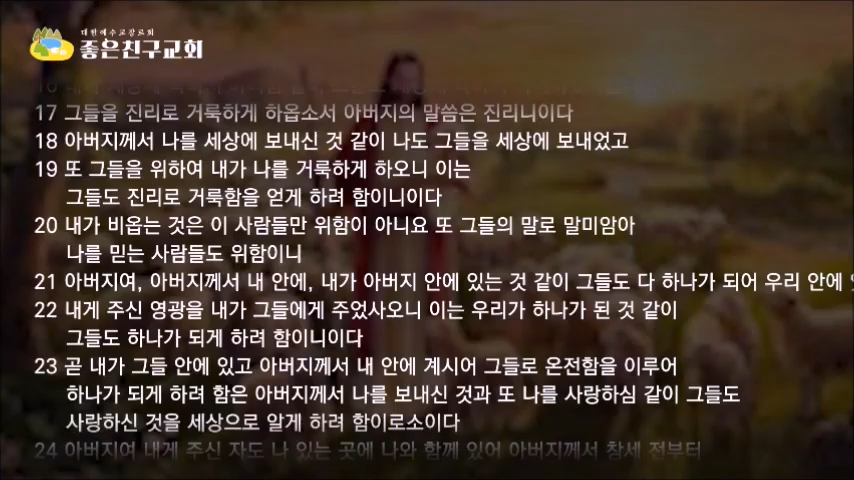 대한예수교장로회
좋은친구교회
17 그들을 진리로 거룩하게 하옵소서 아버지의 말씀은 진리니이다
18 아버지께서 나를 세상에 보내신 것 같이 나도 그들을 세상에 보내었고
19 또 그들을 위하여 내가 나를 거룩하게 하오니 이는
그들도 진리로 거룩함을 얻게 하려 함이니이다
20 내가 비옵는 것은 이 사람들만 위함이 아니요 또 그들의 말로 말미암아
나를 믿는 사람들도 위함이니
21 아버지여, 아버지께서 내 안에, 내가 아버지 안에 있는 것 같이 그들도 다 하나가 되어 우리 안에
22 내게 주신 영광을 내가 그들에게 주었사오니 이는 우리가 하나가 된 것 같이
그들도 하나가 되게 하려 함이니이다
23 곧 내가 그들 안에 있고 아버지께서 내 안에 계시어 그들로 온전함을 이루어
하나가 되게 하려 함은 아버지께서 나를 보내신 것과 또 나를 사랑하심 같이 그들도
사랑하신 것을 세상으로 알게 하려 함이로소이다
24 아버지여 내게 주신 자도 나 있는 곳에 나와 함께 있어 아버지께서 창세 전부터